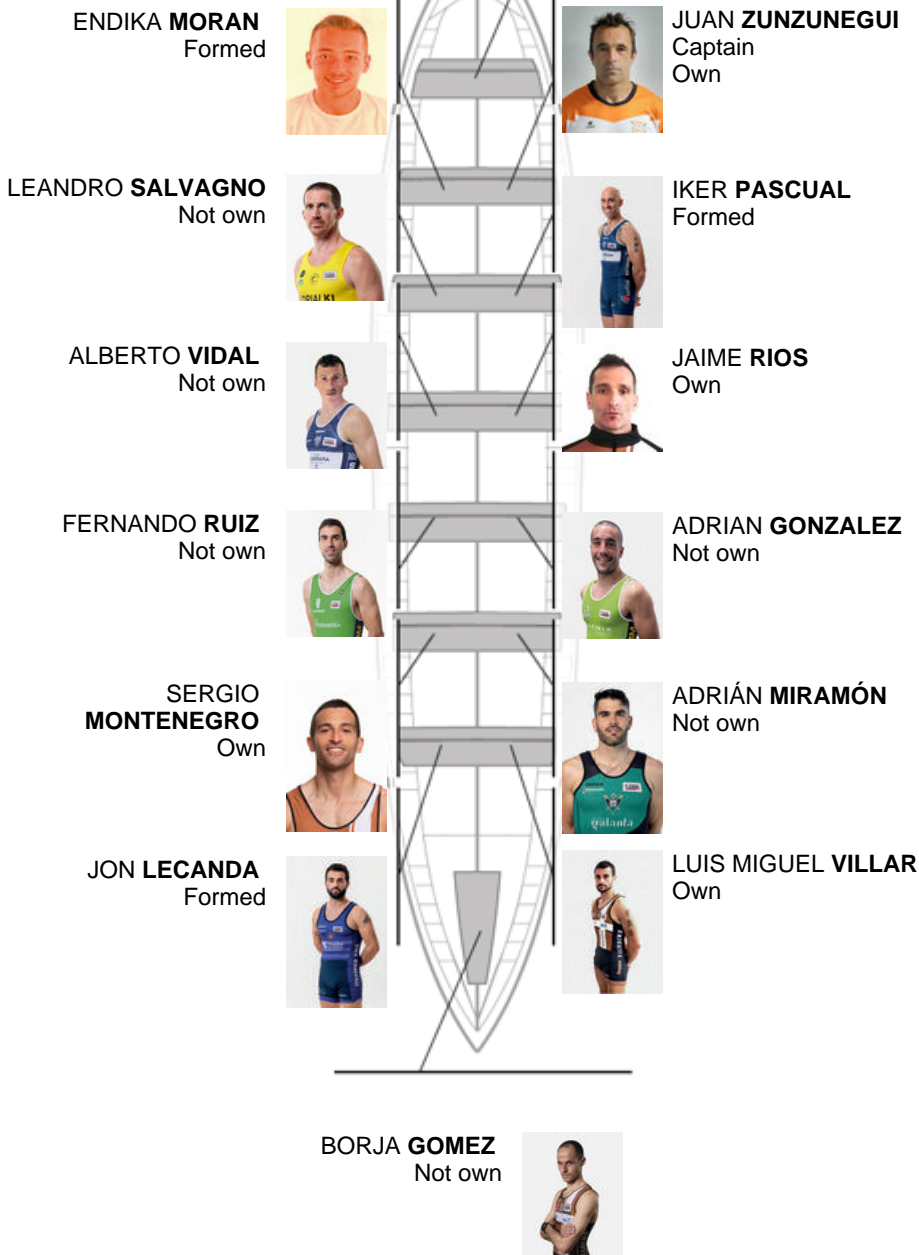 ENDIKA MORAN
Formed
JUAN ZUNZUNEGUI
Captain
Own
LEANDRO SALVAGNO
Not own
IKER PASCUAL
Formed
ALBERTO VIDAL
Not own
JAIME RIOS
Own
FERNANDO RUIZ
Not own
ADRIAN GONZALEZ
Not own
SERGIO
MONTENEGRO
Own
ADRIÁN MIRAMÓN
Not own
galanta
JON LECANDA
Formed
LUIS MIGUEL VILLAR
Own
BORJA GOMEZ
Not own